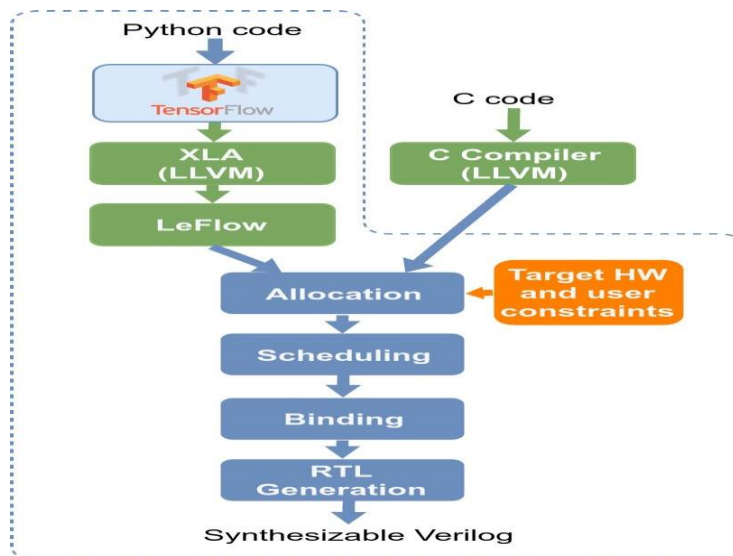 Python code
TensorFlow
C code
XLA
(LLVM)
C Compiler
(LLVM)
LeFlow
Allocation
Target HW
and user
constraints
Scheduling
Binding
RTL
Generation
Synthesizable Verilog